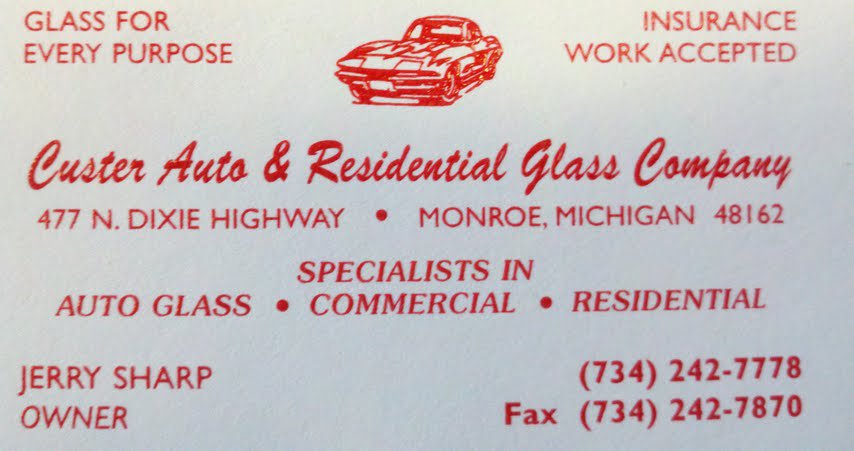 GLASS FOR
EVERY PURPOSE
INSURANCE
WORK ACCEPTED
Custer Auto & Residential Glass Company
477 N. DIXIE HIGHWAY • MONROE, MICHIGAN 48162
SPECIALISTS IN
AUTO GLASS • COMMERCIAL • RESIDENTIAL
JERRY SHARP
OWNER
(734) 242-7778
Fax (734) 242-7870